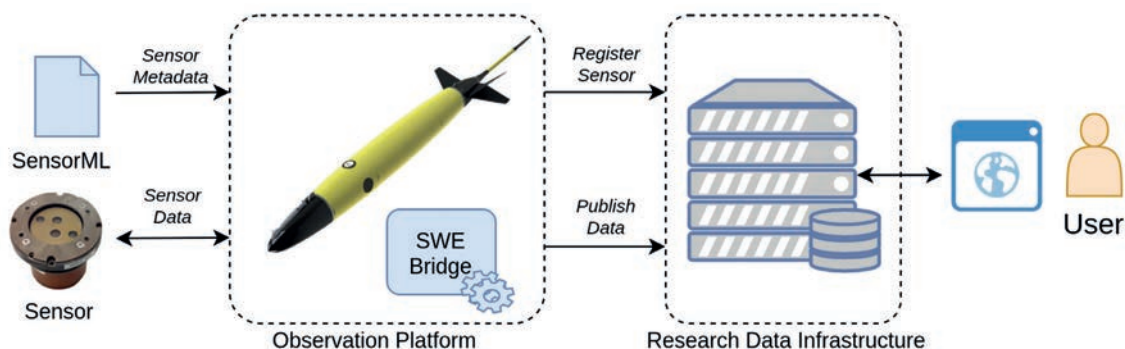 Sensor
Metadata
SensorML
Sensor
Data
Sensor
SWE
Bridge
Observation Platform
Register
Sensor
Publish
Data
Research Data Infrastructure
User